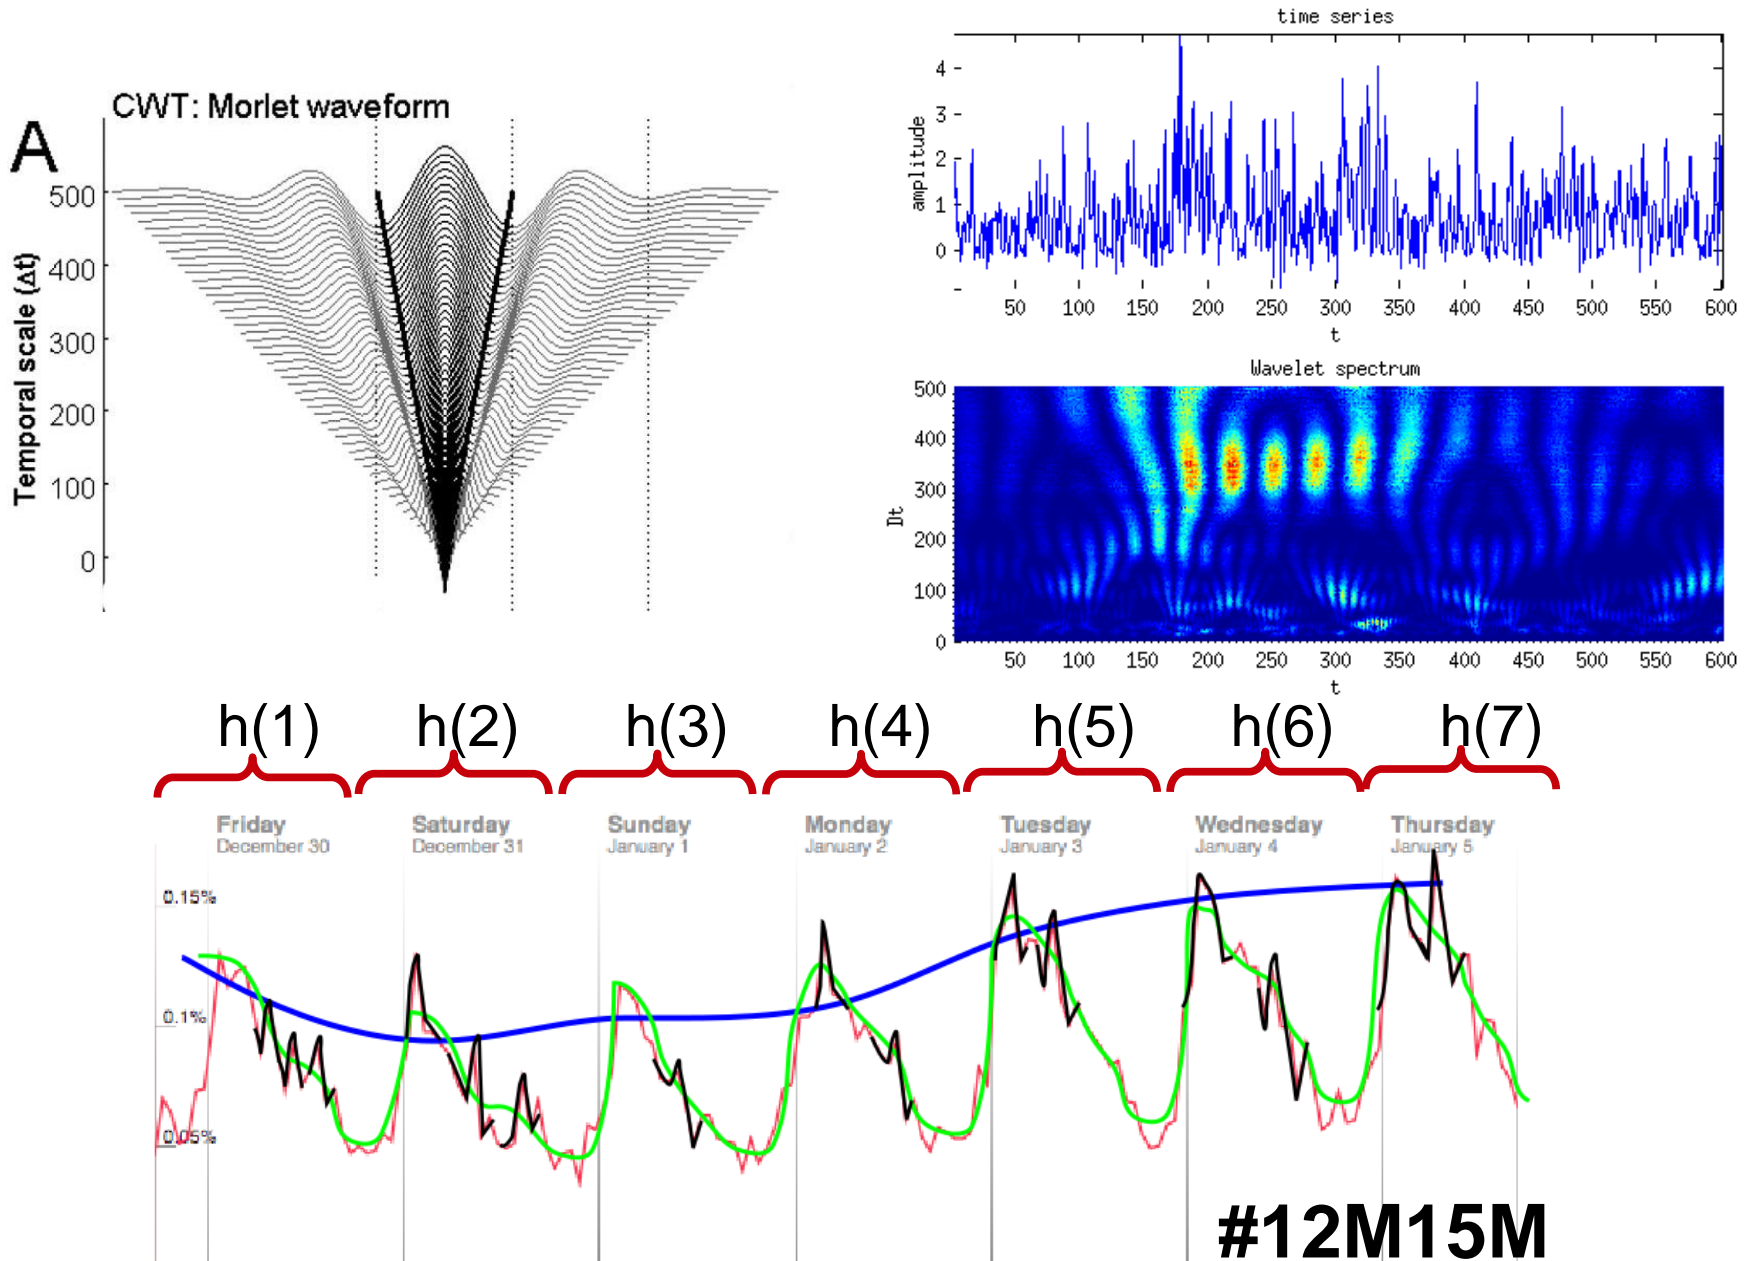 A
CWT: Morlet waveform
Temporal scale (Δt)
500
400
300
200
100
0
time series
amplitude
4
3
2
1
0
50 100 150 200 250 300 350 400 450 500 550 600
t
Wavelet spectrum
Dt
500
400
300
200
100
0
50 100 150 200 250 300 350 400 450 500 550 600
t
h(1) h(2) h(3) h(4) h(5) h(6) h(7)
Friday Saturday Sunday Monday Tuesday Wednesday Thursday
December 30 December 31 January 1 January 2 January 3 January 4 January 5
0.15%
0.1%
0.05%
#12M15M